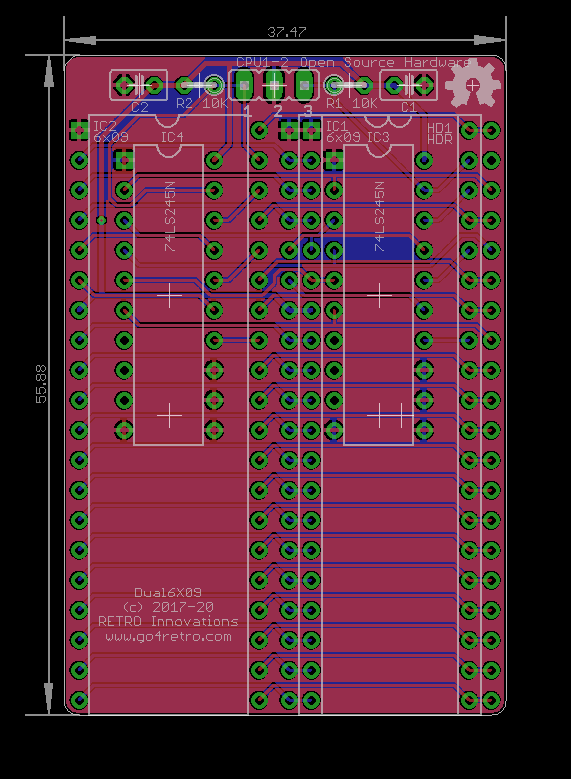 37.47
CPU1-2 Open Source Hardware
C2
R2 10K
R1 10K
C1
1 2 3
IC2
6x09
IC4
IC1
6x09
IC3
HD1
HDR
74LS245N
74LS245N
55.88
Dual6X09
(c) 2017-20
RETRO Innovations
www.go4retro.com